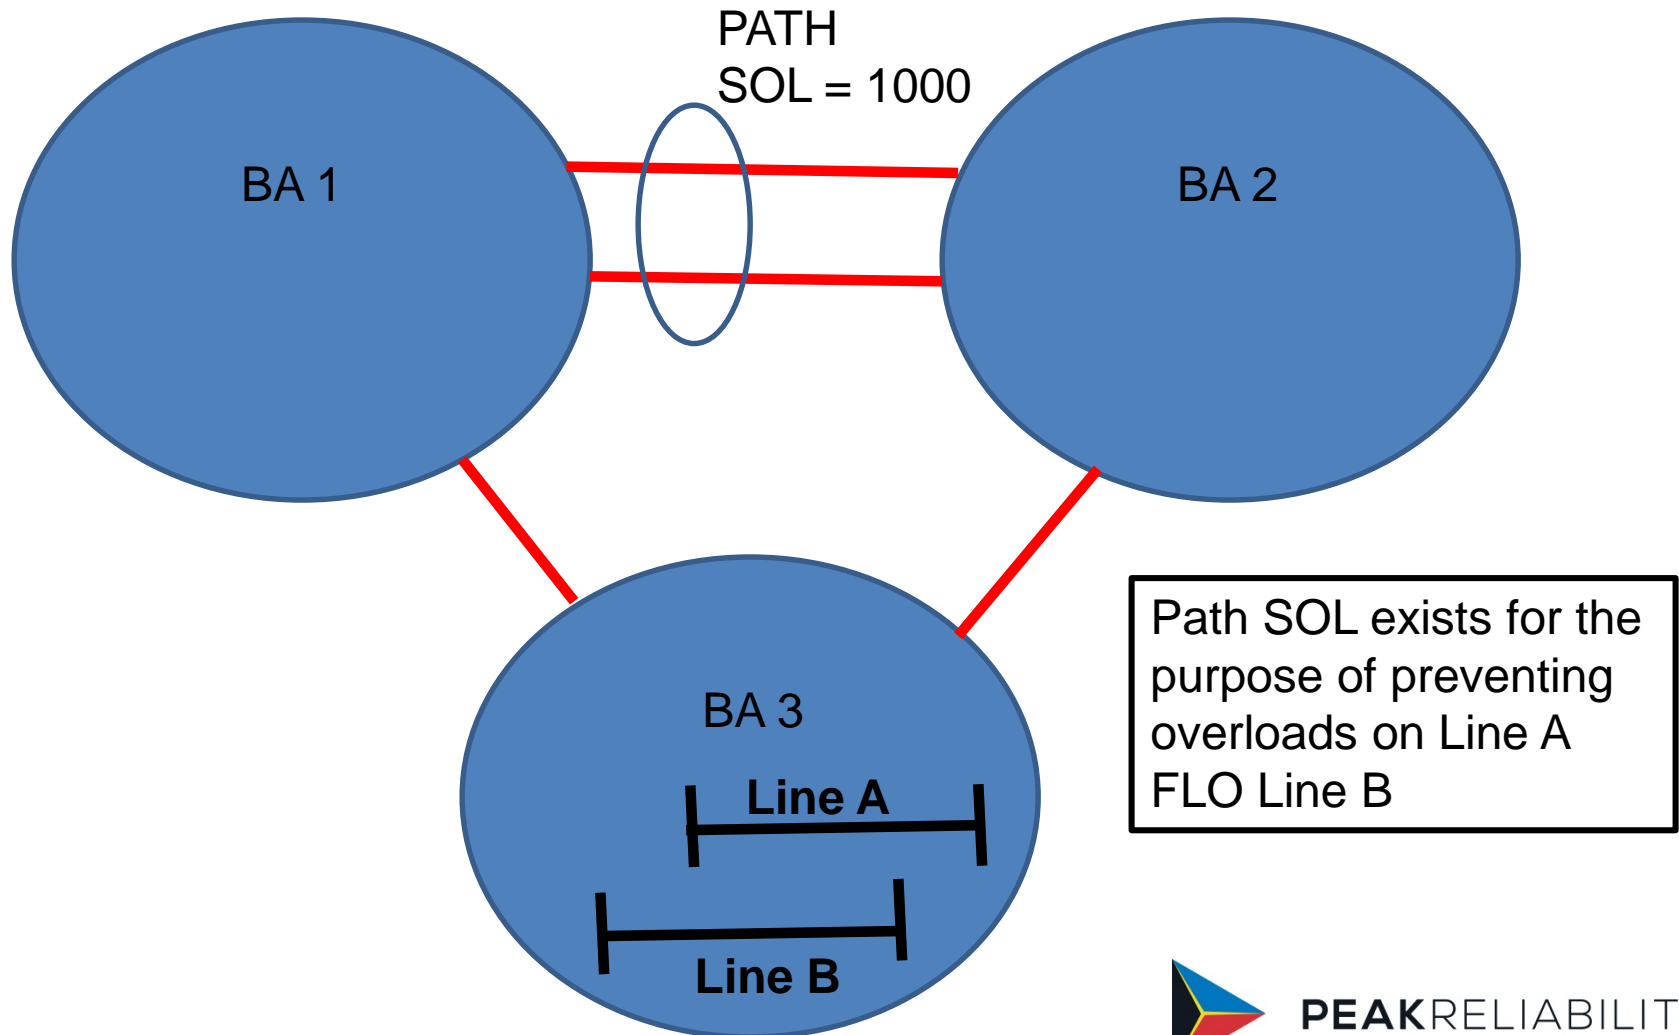 PATH
SOL = 1000
BA 1
BA 2
Path SOL exists for the
purpose of preventing
overloads on Line A
FLO Line B
BA 3
Line A
Line B
PEAKRELIABILIT